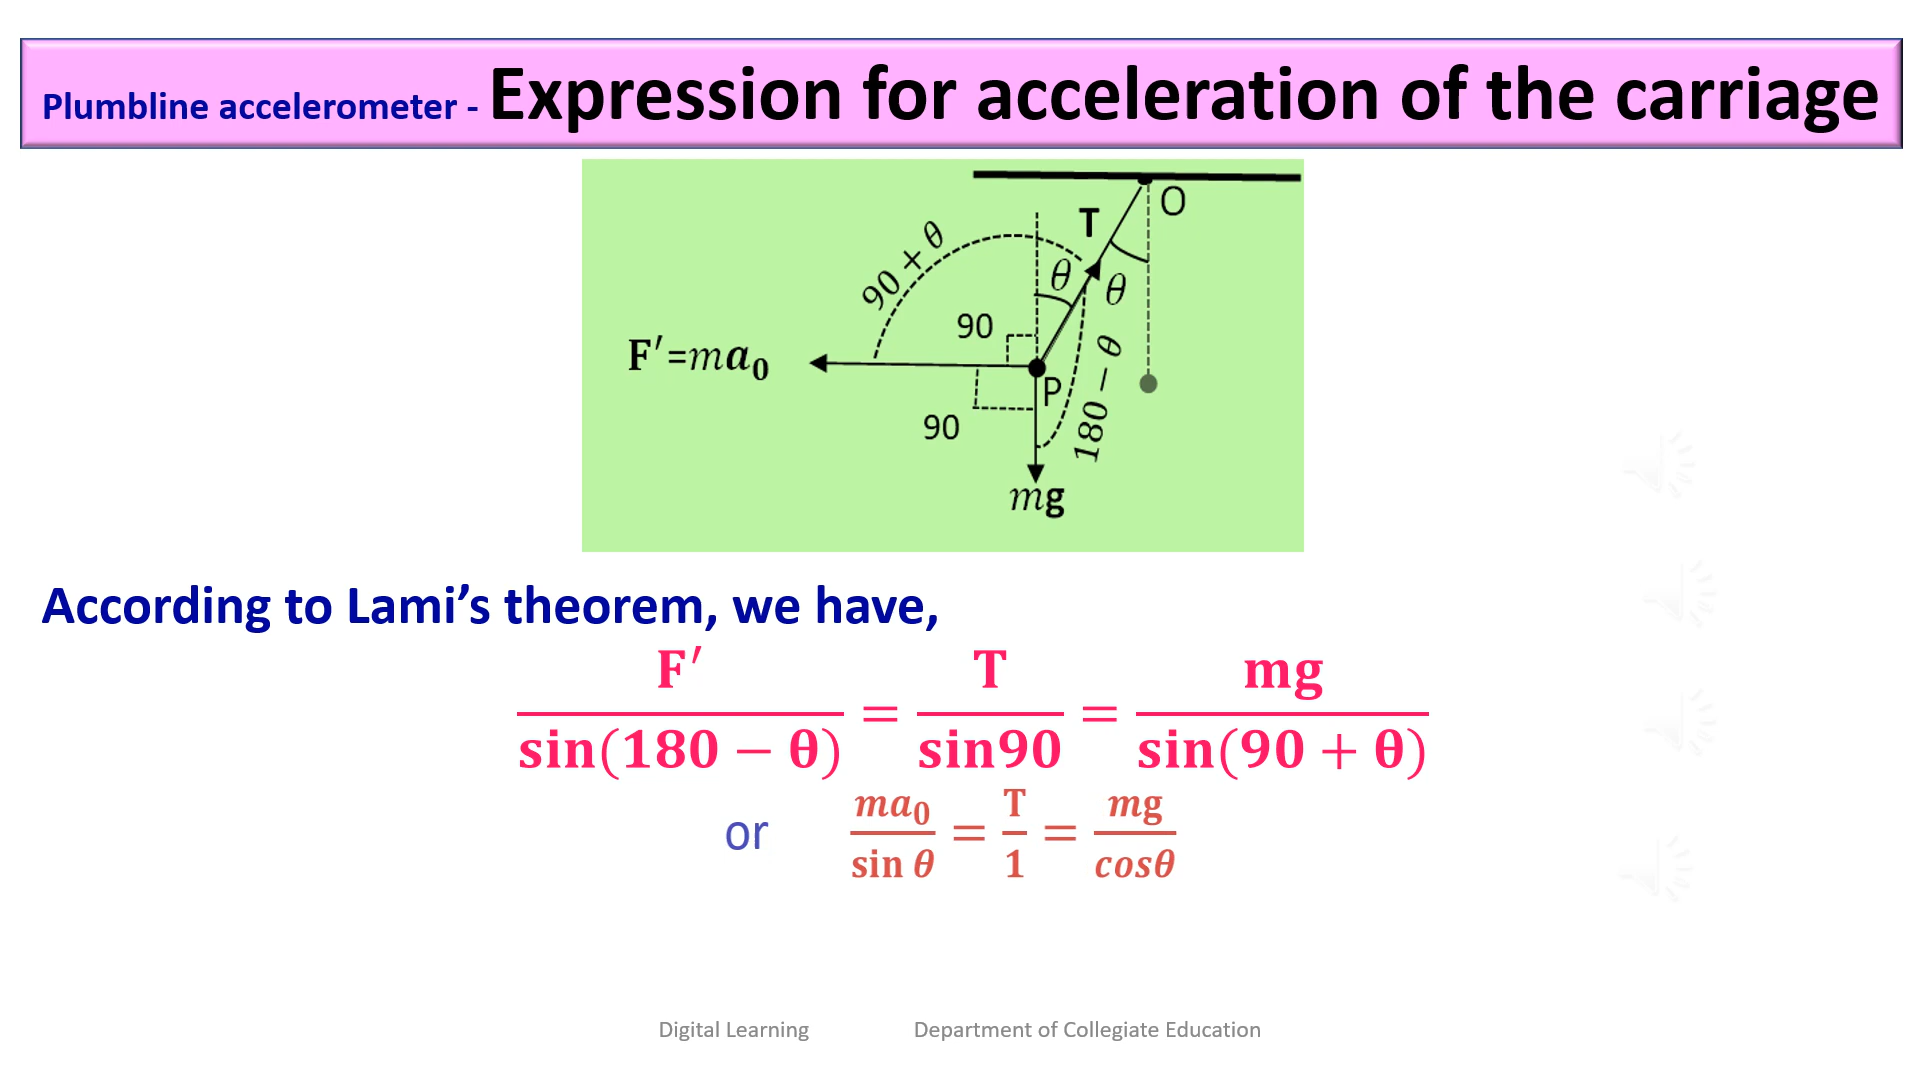 Plumbline accelerometer - Expression for acceleration of the carriage
O
T
90 + θ
θ
θ
90
F′=ma₀
P
180 − θ
90
mg
According to Lami’s theorem, we have,
F′/sin(180 − θ) = T/sin90 = mg/sin(90 + θ)
or ma₀/sin θ = T/1 = mg/cosθ
Digital Learning Department of Collegiate Education